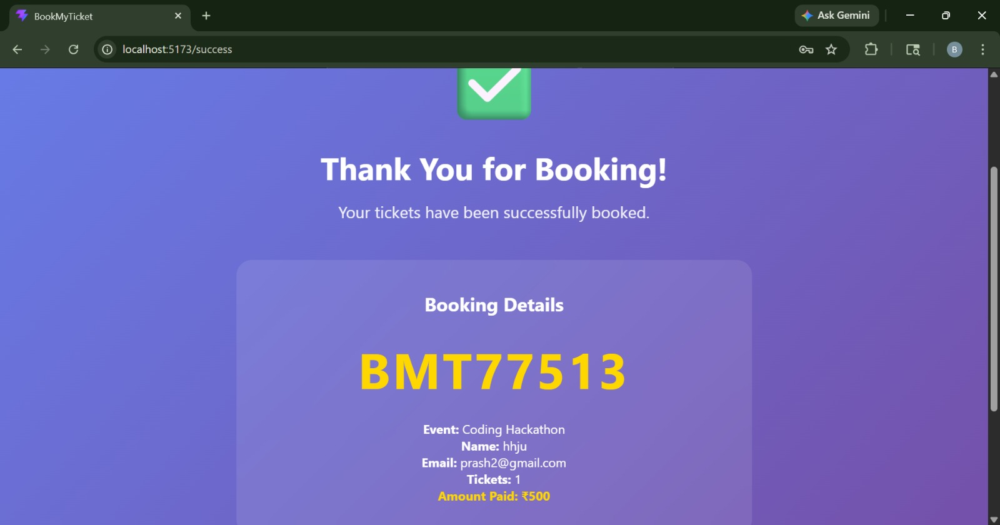 BookMyTicket
Ask Gemini
localhost:5173/success
B
Thank You for Booking!
Your tickets have been successfully booked.
Booking Details
BMT77513
Event: Coding Hackathon
Name: hhju
Email: prash2@gmail.com
Tickets: 1
Amount Paid: ₹500